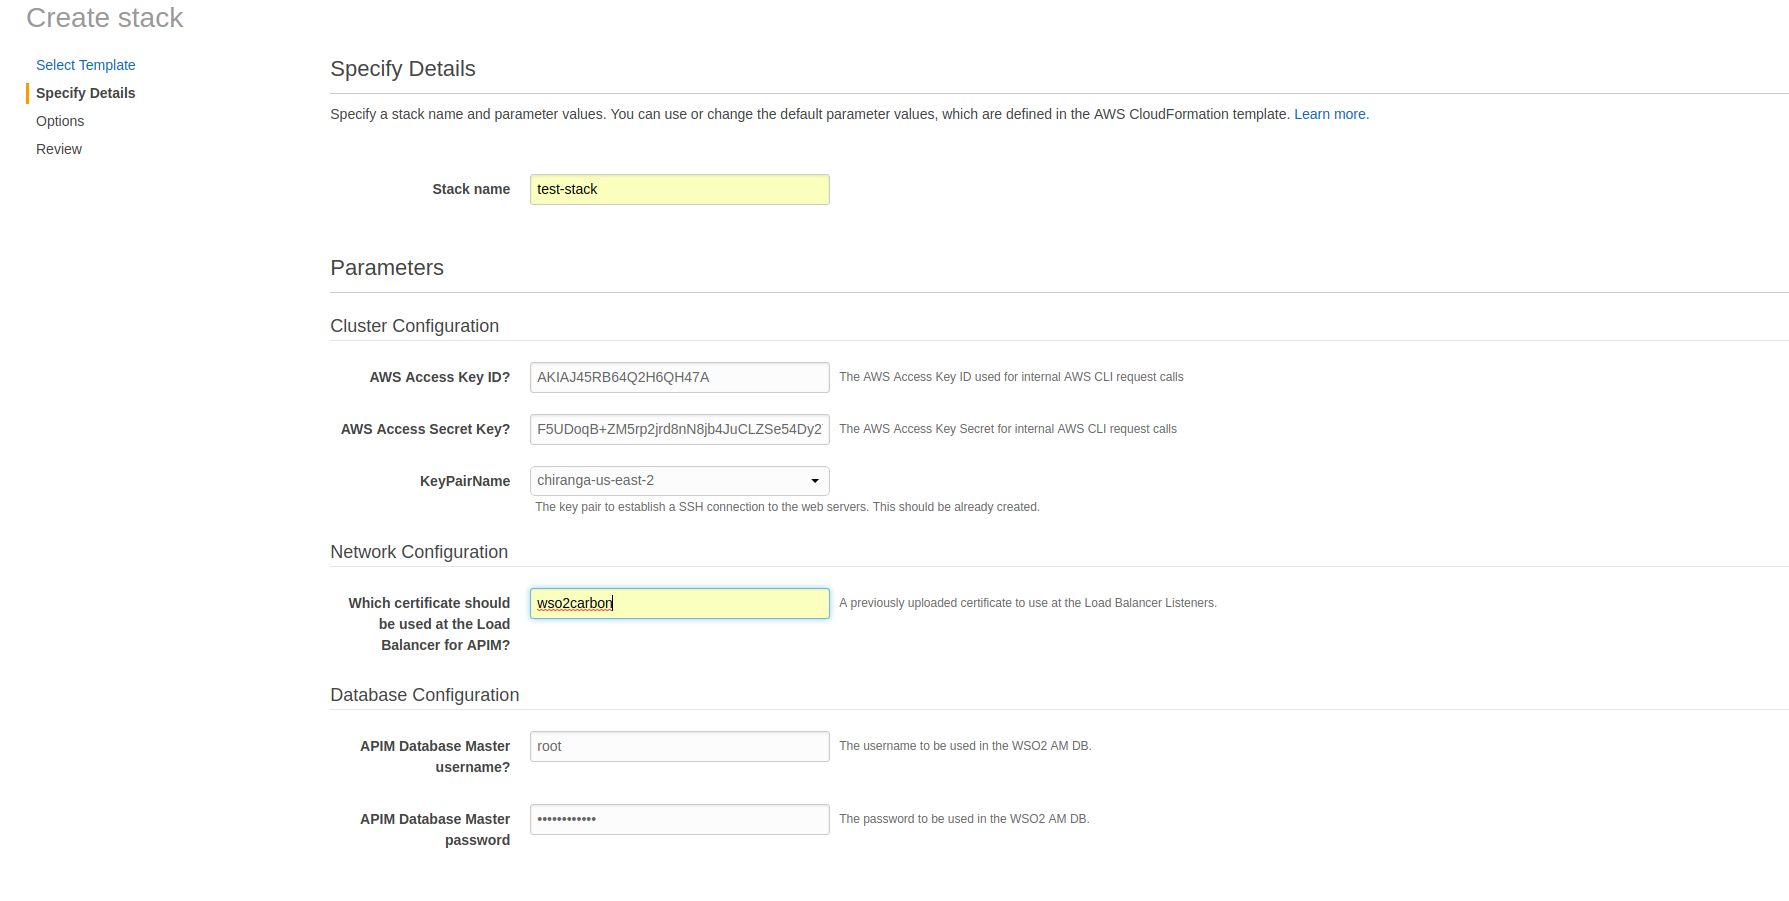 Create stack
Select Template
Specify Details
Options
Review
Specify Details
Specify a stack name and parameter values. You can use or change the default parameter values, which are defined in the AWS CloudFormation template. Learn more.
Stack name
test-stack
Parameters
Cluster Configuration
AWS Access Key ID?
AKIAJ45RB64Q2H6QH47A
The AWS Access Key ID used for internal AWS CLI request calls
AWS Access Secret Key?
F5UDoqB+ZM5rp2jrd8nN8jb4JuCLZSe54Dy2
The AWS Access Key Secret for internal AWS CLI request calls
KeyPairName
chiranga-us-east-2
The key pair to establish a SSH connection to the web servers. This should be already created.
Network Configuration
Which certificate should
be used at the Load
Balancer for APIM?
wso2carbon
A previously uploaded certificate to use at the Load Balancer Listeners.
Database Configuration
APIM Database Master
username?
root
The username to be used in the WSO2 AM DB.
APIM Database Master
password
••••••••••••
The password to be used in the WSO2 AM DB.